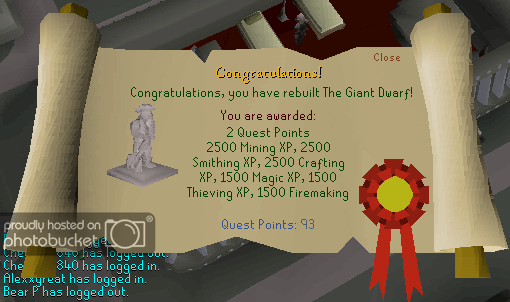 Close
Congratulations!
Congratulations, you have rebuilt The Giant Dwarf!
You are awarded:
2 Quest Points
2500 Mining XP, 2500
Smithing XP, 2500 Crafting
XP, 1500 Magic XP, 1500
Thieving XP, 1500 Firemaking
Quest Points: 93
proudly hosted on
photobucket
840 has logged out.
840 has logged in.
Alexxgreat has logged in.
Bear P has logged out.